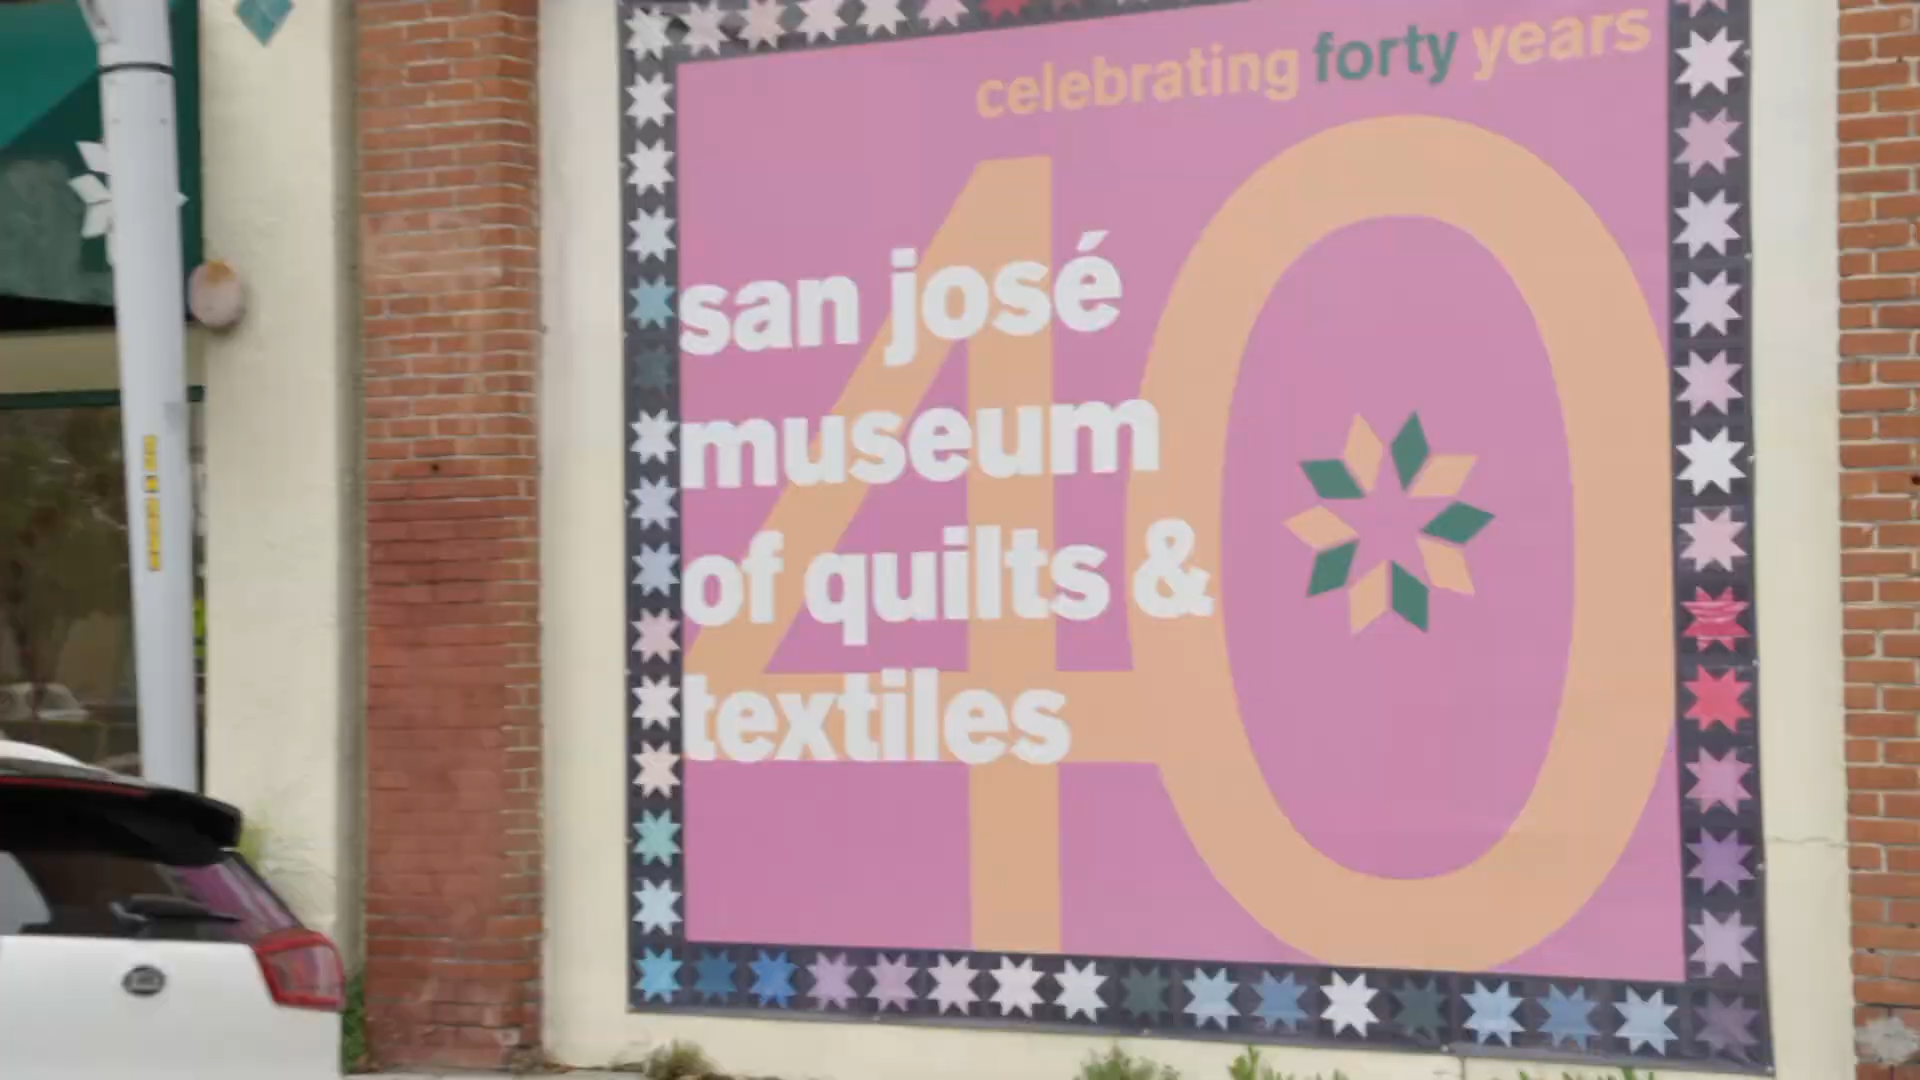 celebrating forty years
40
san josé
museum
of quilts &
textiles